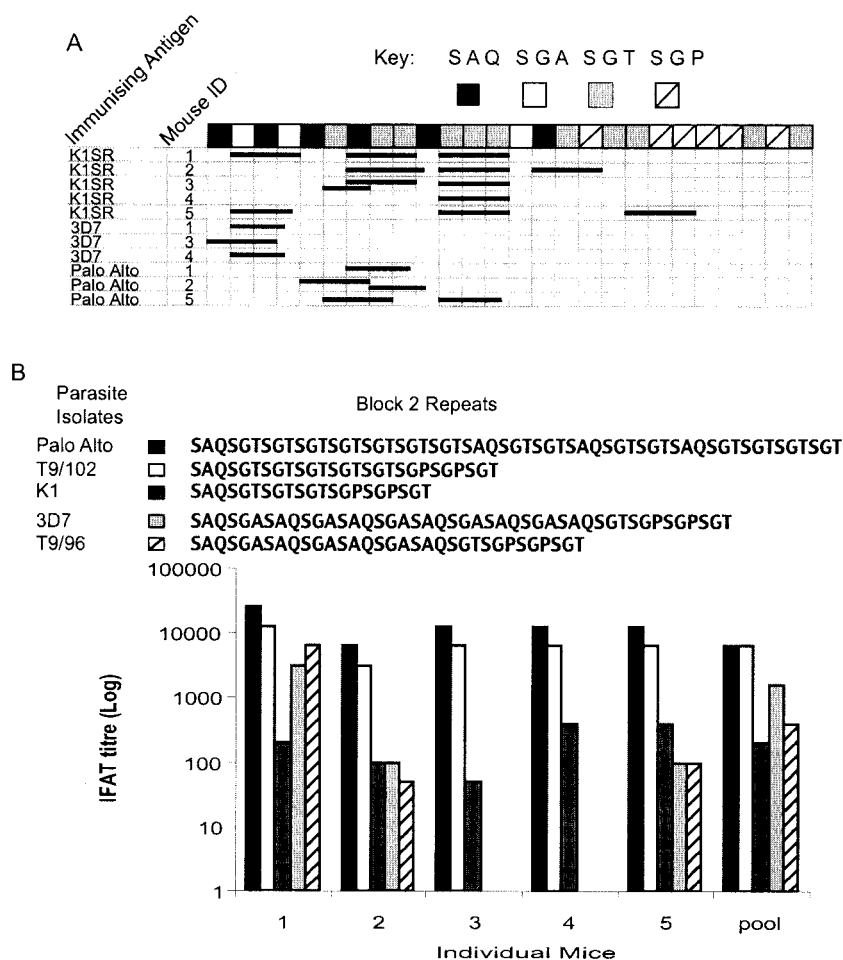 A
Immunising Antigen
Mouse ID
Key: SAQ SGA SGT SGP
K1SR 1
K1SR 2
K1SR 3
K1SR 4
K1SR 5
3D7 1
3D7 3
3D7 4
Palo Alto 1
Palo Alto 2
Palo Alto 5
B
Parasite Isolates
Block 2 Repeats
Palo Alto SAQSGTSGTSGTSGTSGTSGTSGTSAQSGTSGTSAQSGTSGTSAQSGTSGTSGTSGT
T9/102 SAQSGTSGTSGTSGTSGTSGPSGPSGT
K1 SAQSGTSGTSGTSGPSGPSGT
3D7 SAQSGASAQSGASAQSGASAQSGASAQSGASAQSGTSGPSGPSGT
T9/96 SAQSGASAQSGASAQSGASAQSGTSGPSGPSGT
100000
10000
1000
100
10
1
IFAT titre (Log)
1 2 3 4 5 pool
Individual Mice